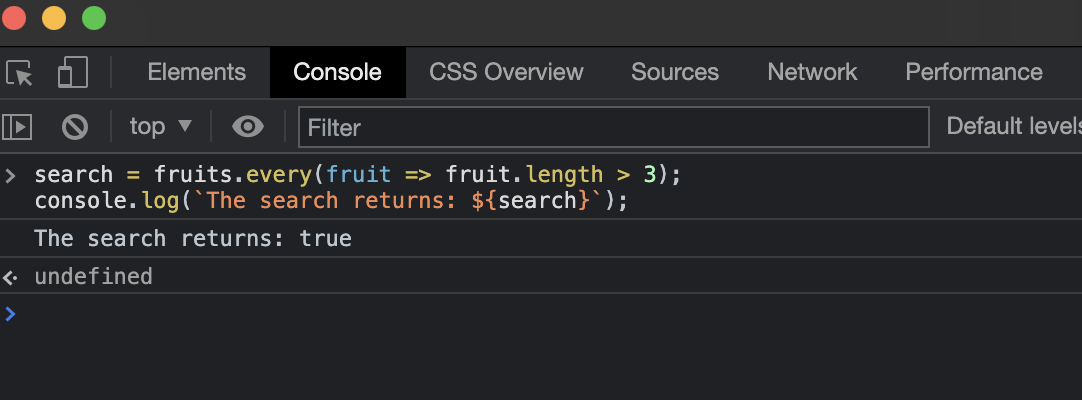 Elements Console CSS Overview Sources Network Performance
top Filter Default levels
search = fruits.every(fruit => fruit.length > 3);
console.log(`The search returns: ${search}`);
The search returns: true
undefined